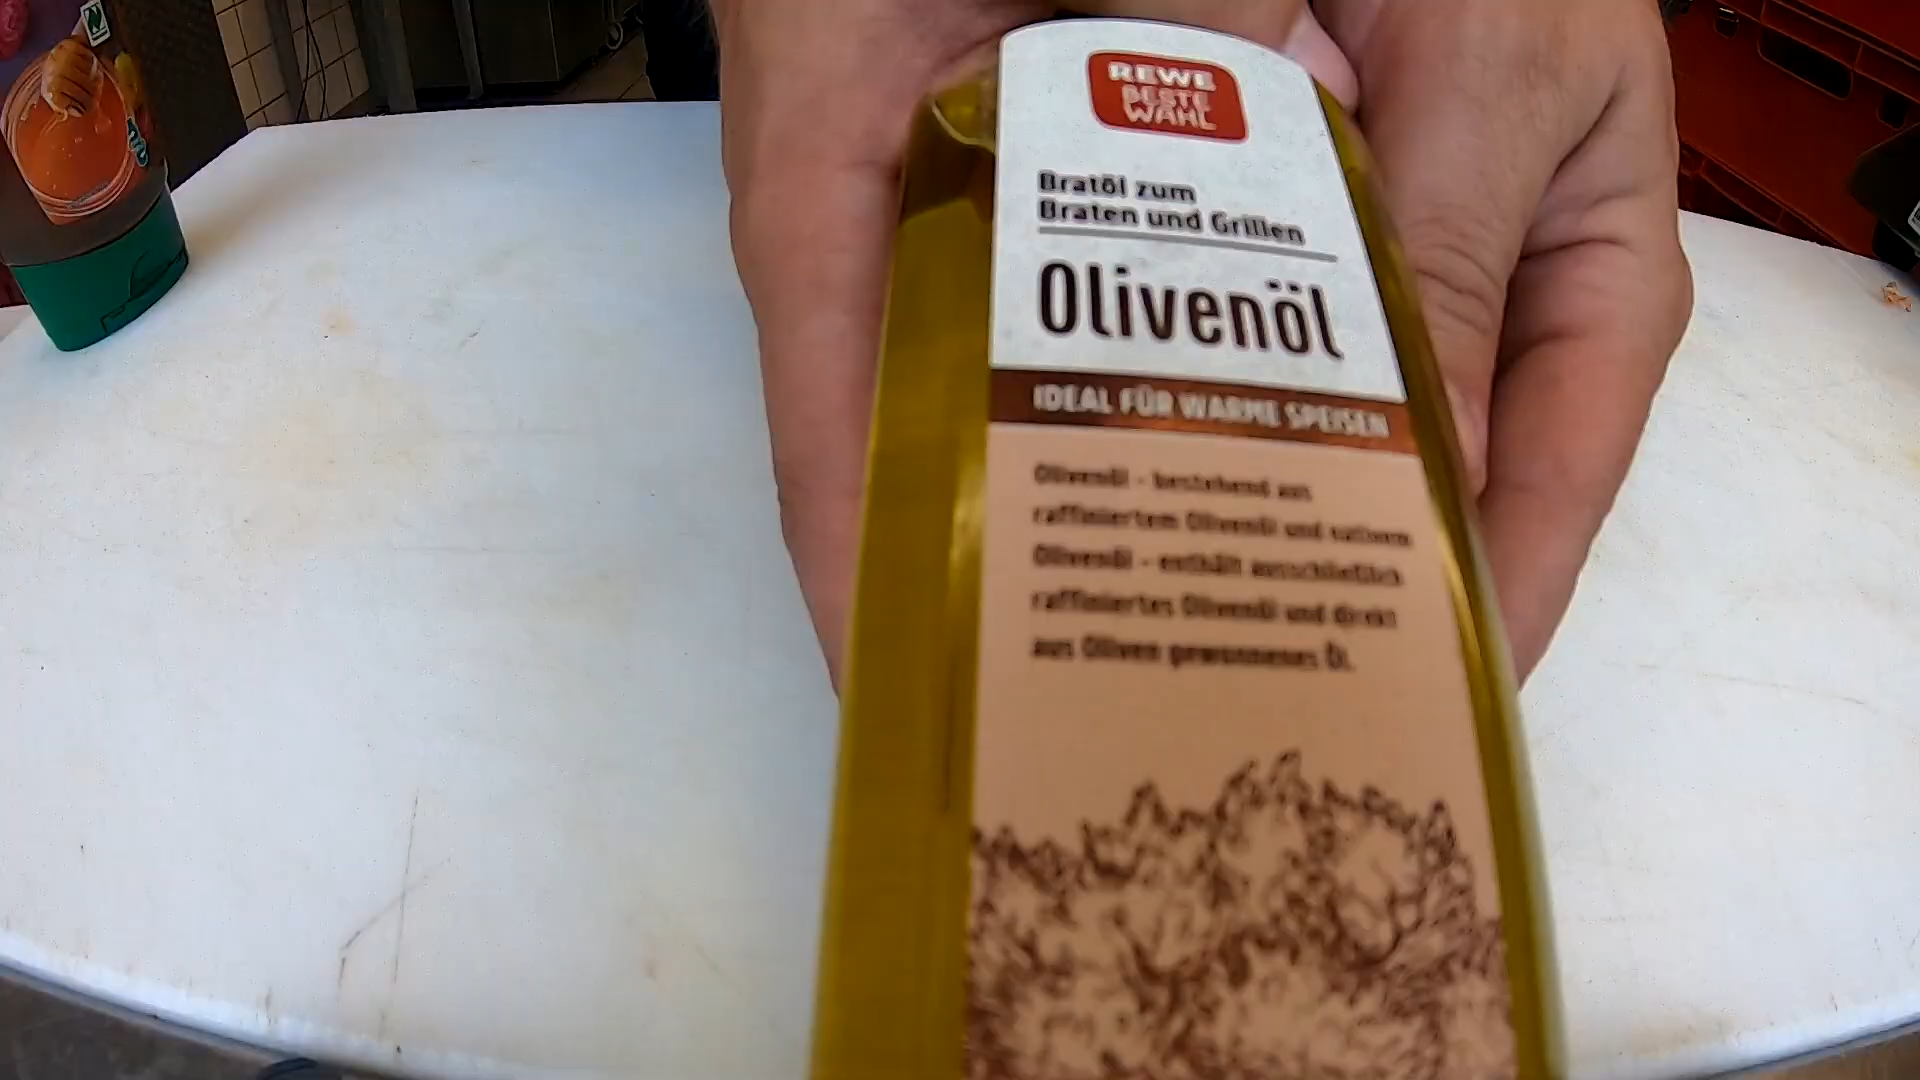 REWE
BESTE
WAHL
Bratöl zum
Braten und Grillen
Olivenöl
IDEAL FÜR WARME SPEISEN
Olivenöl - bestehend aus
raffiniertem Olivenöl und nativem
Olivenöl - enthält ausschließlich
raffiniertes Olivenöl und direkt
aus Oliven gewonnenes Öl.